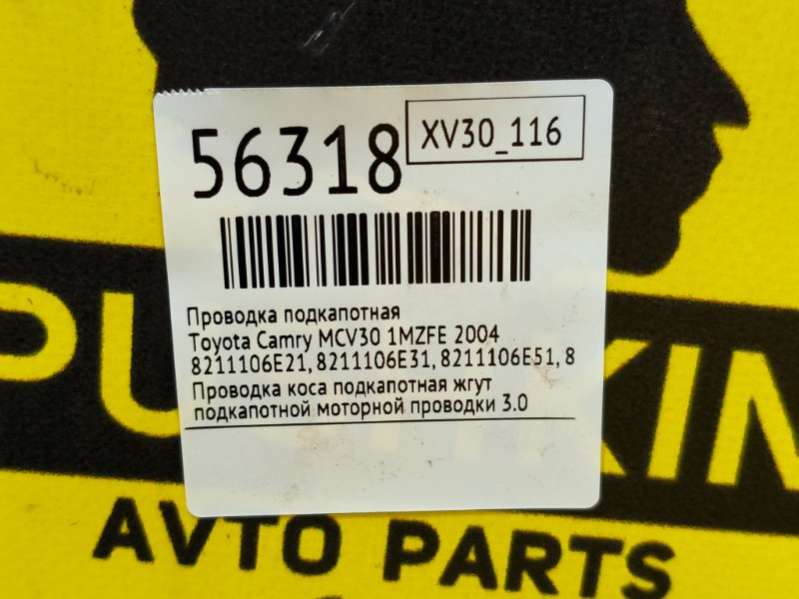 56318
XV30_116
Проводка подкапотная
Toyota Camry MCV30 1MZFE 2004
8211106E21, 8211106E31, 8211106E51, 8
Проводка коса подкапотная жгут
подкапотной моторной проводки 3.0
AVTO PARTS